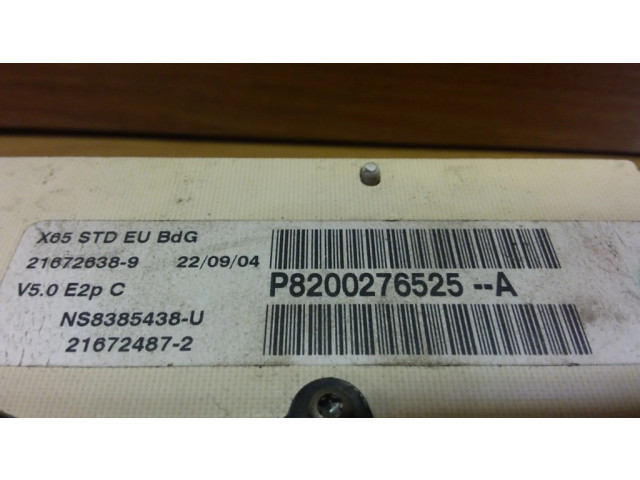 X65 STD EU BdG
21672638-9 22/09/04
V5.0 E2p C
P8200276525 --A
NS8385438-U
21672487-2